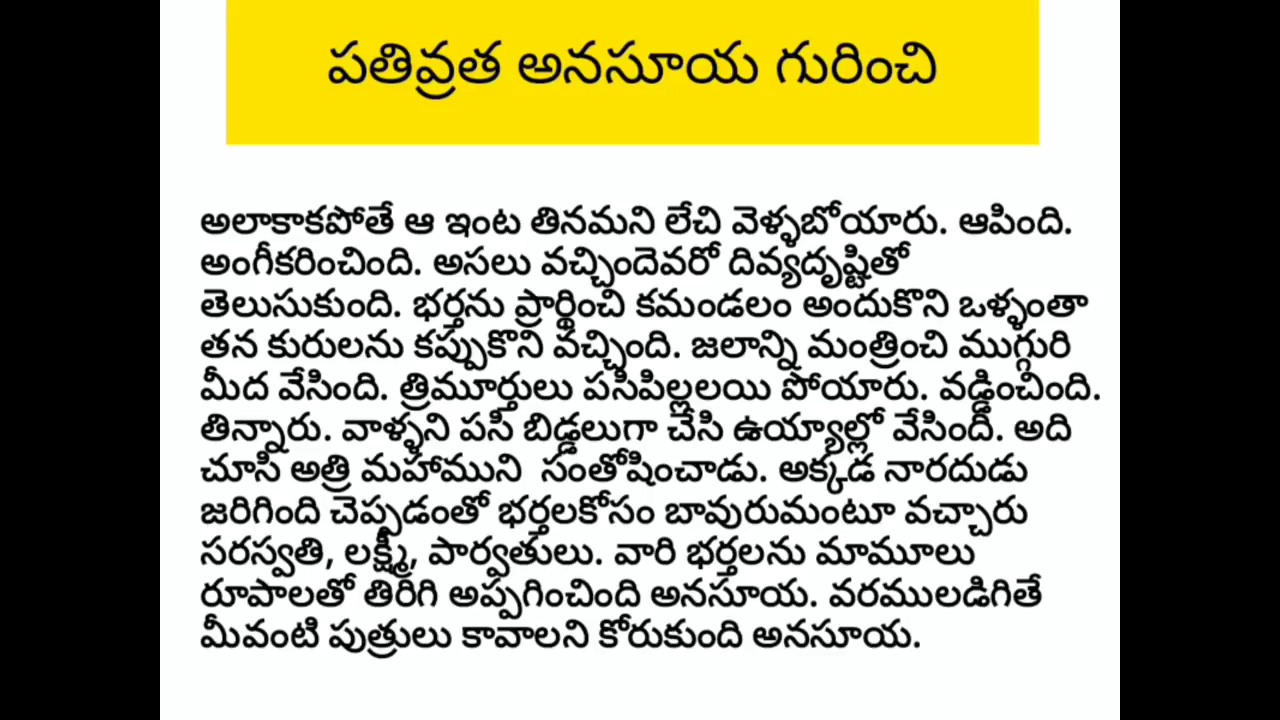 పతివ్రత అనసూయ గురించి
అలాకాకపోతే ఆ ఇంట తినమని లేచి వెళ్ళబోయారు. ఆపింది.
అంగీకరించింది. అసలు వచ్చిందెవరో దివ్యదృష్టితో
తెలుసుకుంది. భర్తను ప్రార్థించి కమండలం అందుకొని ఒళ్ళంతా
తన కురులను కప్పుకొని వచ్చింది. జలాన్ని మంత్రించి ముగ్గురి
మీద వేసింది. త్రిమూర్తులు పసిపిల్లలయి పోయారు. వడ్డించింది.
తిన్నారు. వాళ్ళని పసి బిడ్డలుగా చేసి ఉయ్యాల్లో వేసింది. అది
చూసి అత్రి మహాముని  సంతోషించాడు. అక్కడ నారదుడు
జరిగింది చెప్పడంతో భర్తలకోసం బావురుమంటూ వచ్చారు
సరస్వతి, లక్ష్మీ, పార్వతులు. వారి భర్తలను మామూలు
రూపాలతో తిరిగి అప్పగించింది అనసూయ. వరములడిగితే
మీవంటి పుత్రులు కావాలని కోరుకుంది అనసూయ.